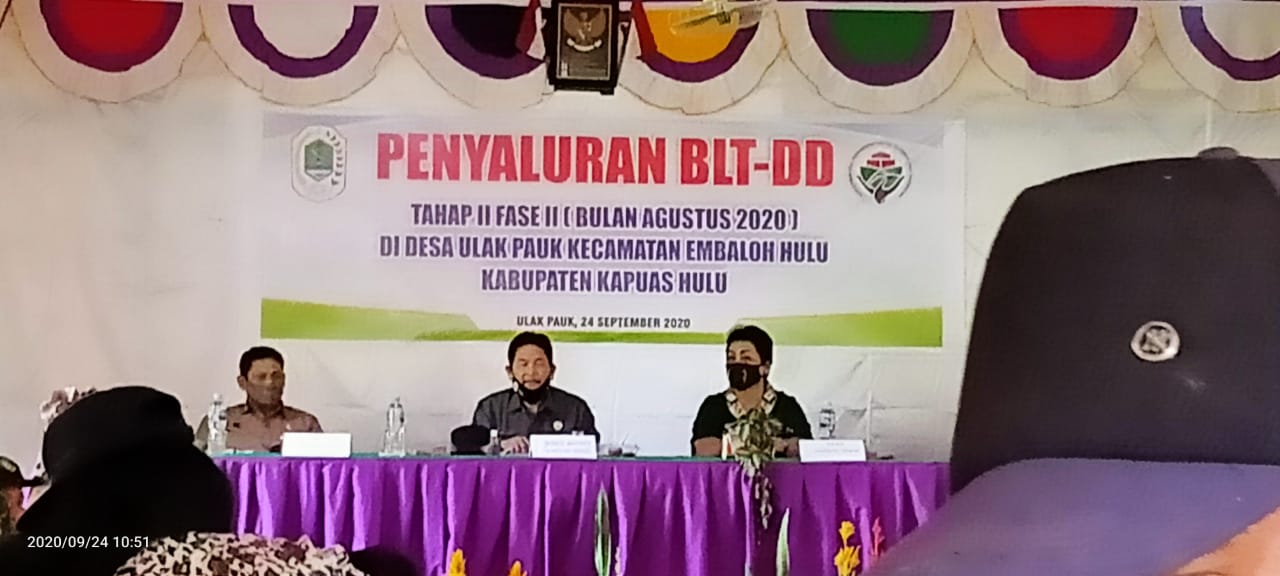 PENYALURAN BLT-DD
TAHAP II FASE II ( BULAN AGUSTUS 2020 )
DI DESA ULAK PAUK KECAMATAN EMBALOH HULU
KABUPATEN KAPUAS HULU
ULAK PAUK, 24 SEPTEMBER 2020
2020/09/24 10:51